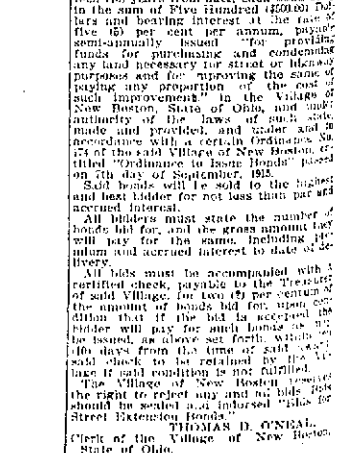 in the sum of Five Hundred ($500.00) Dol-
lars and bearing interest at the rate of
five (5) per cent per annum, payable
semi-annually issued "for providing
funds for purchasing and condemning
any land necessary for street or highway
purposes and for mproving the same of
paying any proportion of the cost of
such improvement." in the Village of
New Boston, State of Ohio, and under
authority of the laws of such state,
made and provided, and under and in
accordance with a certain Ordinance No.
174 of the said Village of New Boston, en-
titled "Ordinance to Issue Bonds" passed
on 7th day of September, 1915.
Said bonds will be sold to the highest
and best bidder for not less than par and
accrued interest.
All bidders must state the number of
bonds bid for, and the gross amount they
will pay for the same, including pre-
mium and accrued interest to date of de-
livery.
All bids must be accompanied with a
certified check, payable to the Treasurer
of said Village, for two (2) per centum of
the amount of bonds bid for, upon con-
dition that if the bid is accepted the
bidder will pay for such bonds as may
be issued, as above set forth, within ten
(10) days from the time of said award,
said check to be retained by the Vil-
lage if said condition is not fulfilled.
The Village of New Boston reserves
the right to reject any and all bids. Bids
should be sealed and indorsed "Bids for
Street Extension Bonds."
THOMAS D. O'NEAL,
Clerk of the Village of New Boston,
State of Ohio.